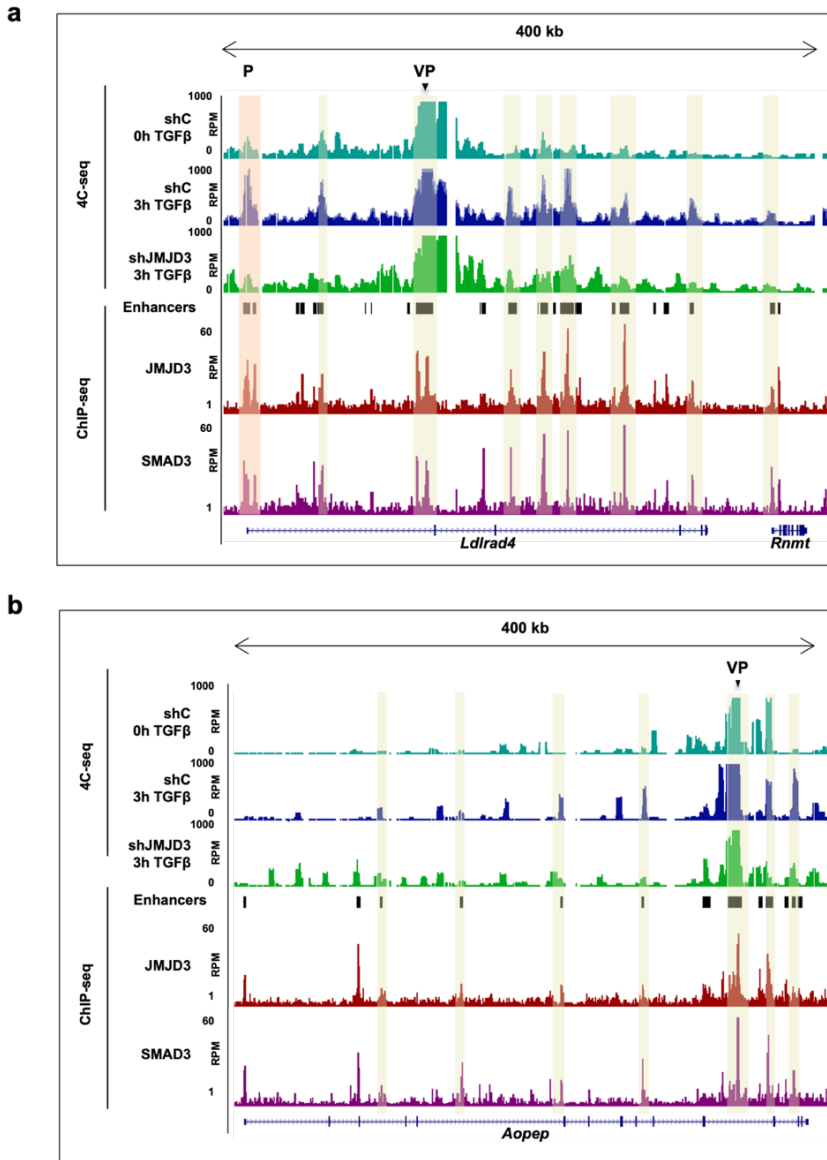 a
400 kb
P VP
4C-seq
shC
0h TGFβ
1000
RPM
0
shC
3h TGFβ
1000
RPM
0
shJMJD3
3h TGFβ
1000
RPM
0
Enhancers
ChIP-seq
JMJD3
60
RPM
1
SMAD3
60
RPM
1
Ldlrad4 Rnmt
b
400 kb
VP
4C-seq
shC
0h TGFβ
1000
RPM
0
shC
3h TGFβ
1000
RPM
0
shJMJD3
3h TGFβ
1000
RPM
0
Enhancers
ChIP-seq
JMJD3
60
RPM
1
SMAD3
60
RPM
1
Aopep